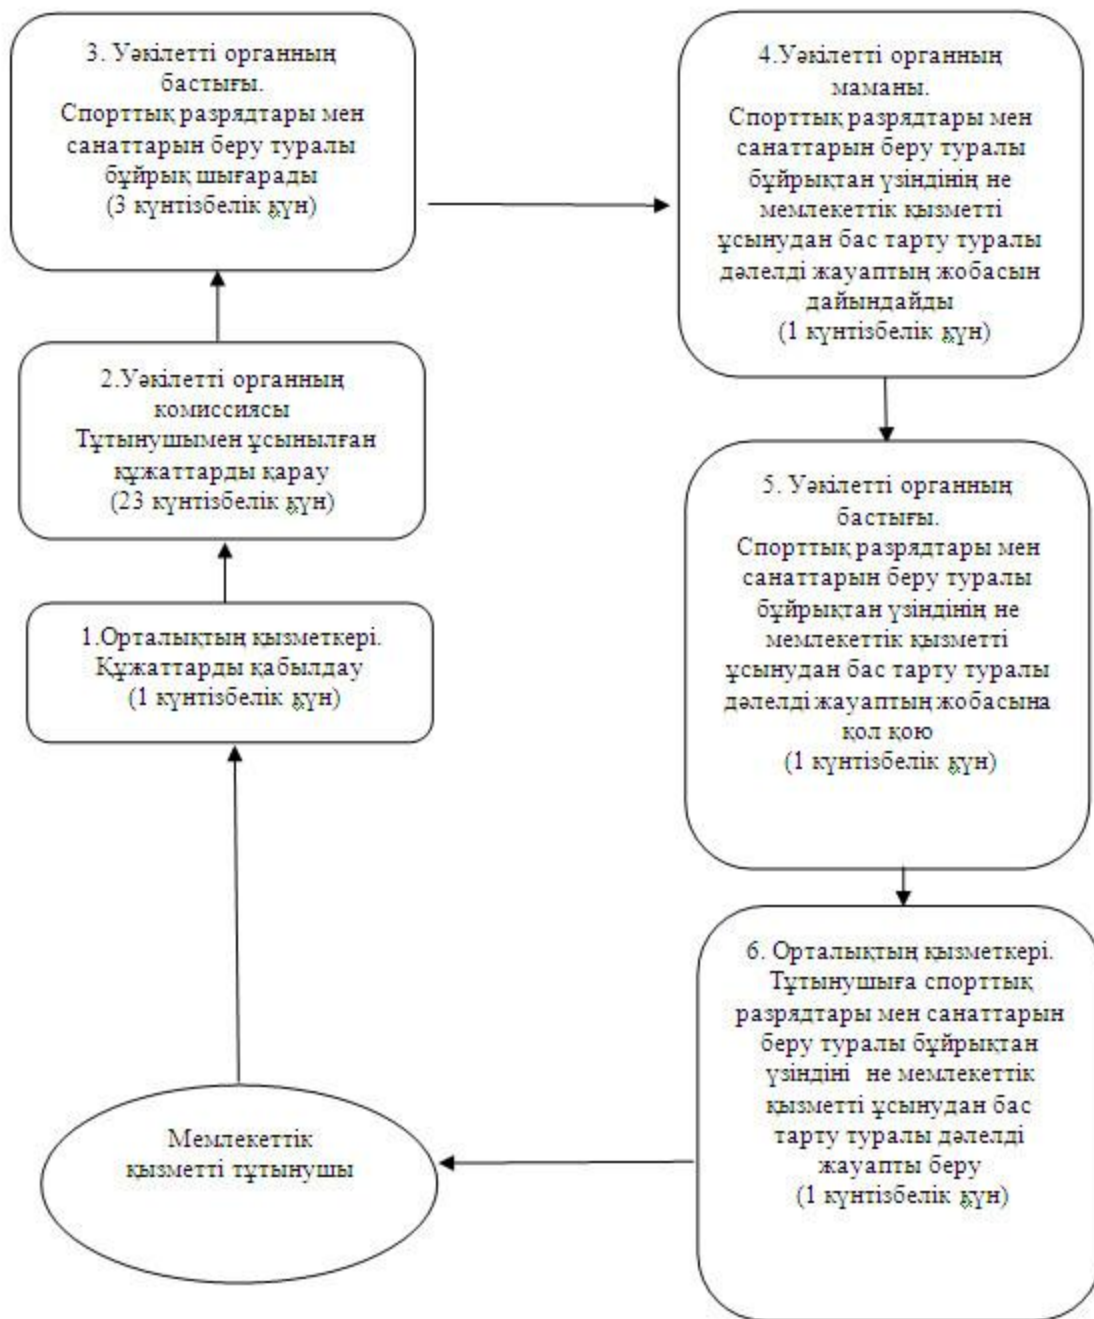 3. Уәкілетті органның
бастығы.
Спорттық разрядтары мен
санаттарын беру туралы
бұйрық шығарады
(3 күнтізбелік күн)
4.Уәкілетті органның
маманы.
Спорттық разрядтары мен
санаттарын беру туралы
бұйрықтан үзіндінің не
мемлекеттік қызметті
ұсынудан бас тарту туралы
дәлелді жауаптың жобасын
дайындайды
(1 күнтізбелік күн)
2.Уәкілетті органның
комиссиясы
Тұтынушымен ұсынылған
құжаттарды қарау
(23 күнтізбелік күн)
5. Уәкілетті органның
бастығы.
Спорттық разрядтары мен
санаттарын беру туралы
бұйрықтан үзіндінің не
мемлекеттік қызметті
ұсынудан бас тарту туралы
дәлелді жауаптың жобасына
қол қою
(1 күнтізбелік күн)
1.Орталықтың қызметкері.
Құжаттарды қабылдау
(1 күнтізбелік күн)
6. Орталықтың қызметкері.
Тұтынушыға спорттық
разрядтары мен санаттарын
беру туралы бұйрықтан
үзіндіні не мемлекеттік
қызметті ұсынудан бас
тарту туралы дәлелді
жауапты беру
(1 күнтізбелік күн)
Мемлекеттік
қызметті тұтынушы